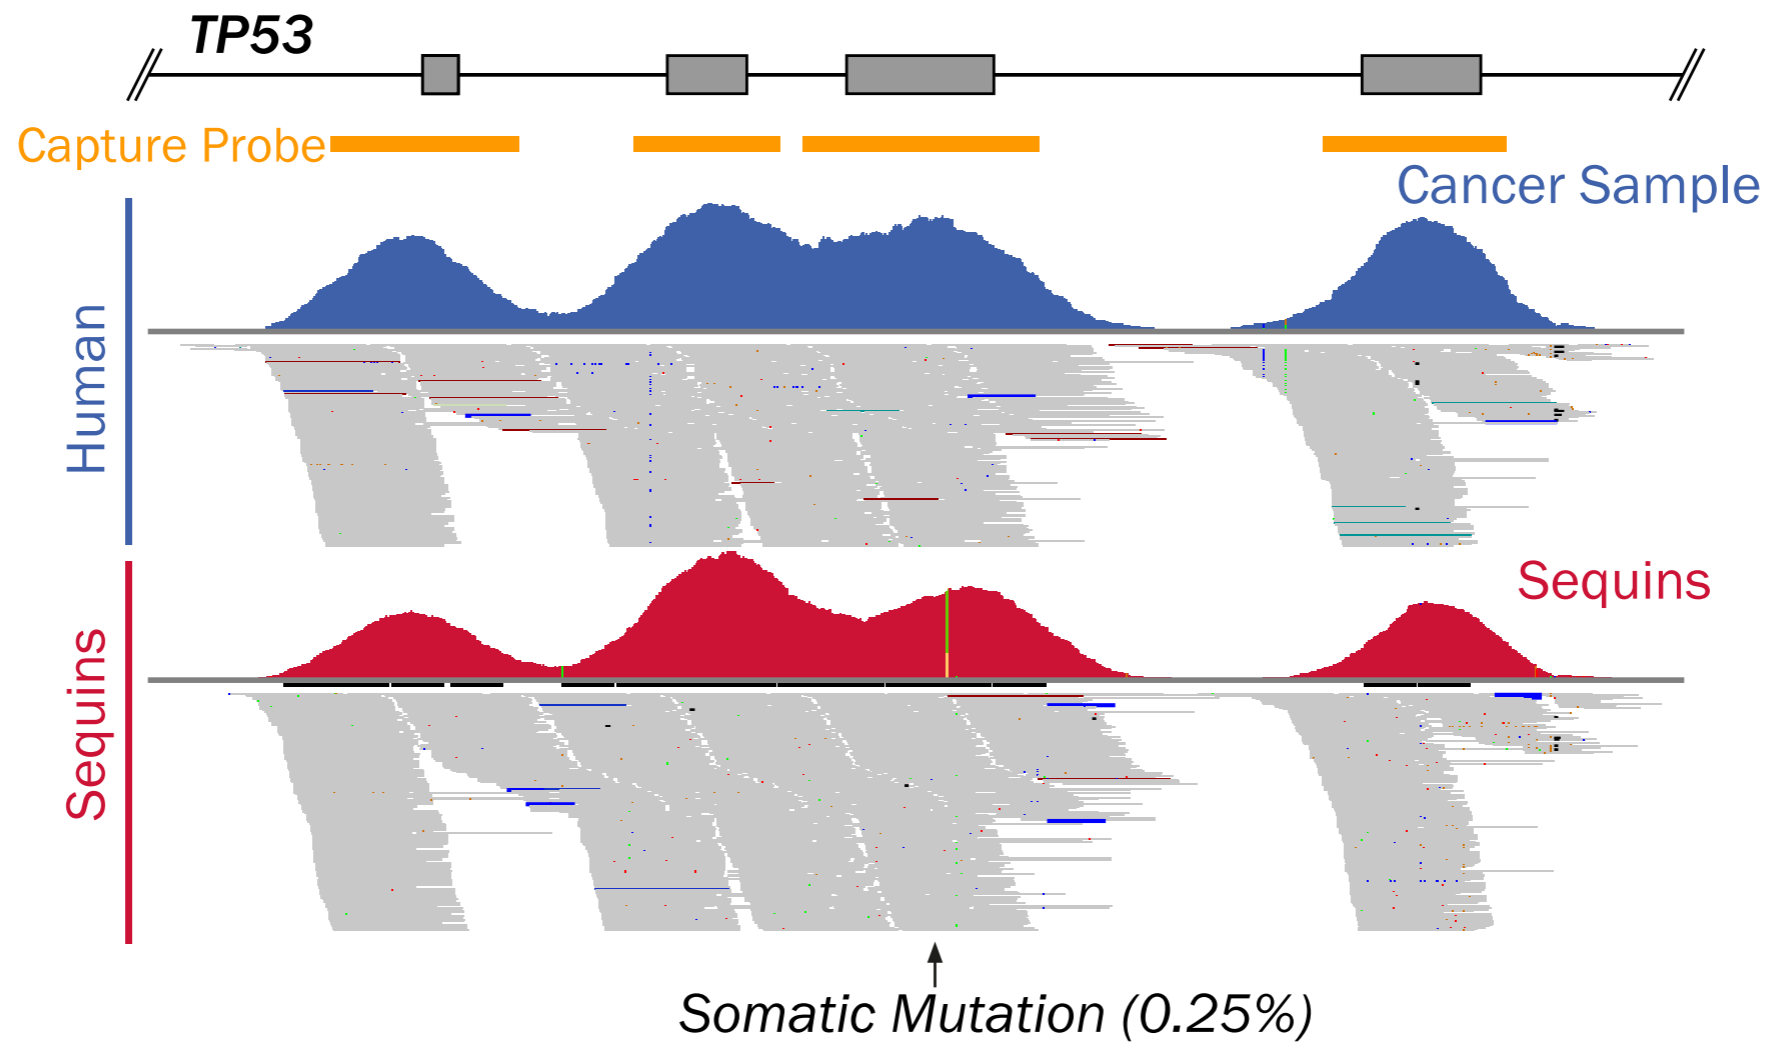 TP53
Capture Probe
Cancer Sample
Human
Sequins
Sequins
Somatic Mutation (0.25%)